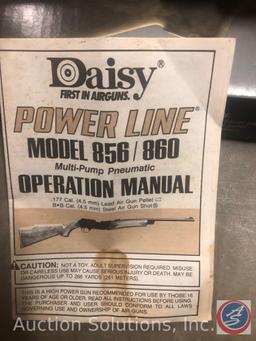 Daisy®
FIRST IN AIRGUNS.
POWER LINE®
MODEL 856/860
Multi-Pump Pneumatic
OPERATION MANUAL
.177 Cal. (4.5 mm) Lead Air Gun Pellet
B•B Cal. (4.5 mm) Steel Air Gun Shot
CAUTION: NOT A TOY. ADULT SUPERVISION REQUIRED. MISUSE
OR CARELESS USE MAY CAUSE SERIOUS INJURY OR DEATH. MAY BE
DANGEROUS UP TO 286 YARDS (261 METERS).
THIS IS A HIGH POWER GUN RECOMMENDED FOR USE BY THOSE 16
YEARS OF AGE OR OLDER. READ ALL INSTRUCTIONS BEFORE USING.
THE PURCHASER AND USER SHOULD CONFORM TO ALL LAWS
GOVERNING USE AND OWNERSHIP OF AIR GUNS.
Auction Solutions, Inc.